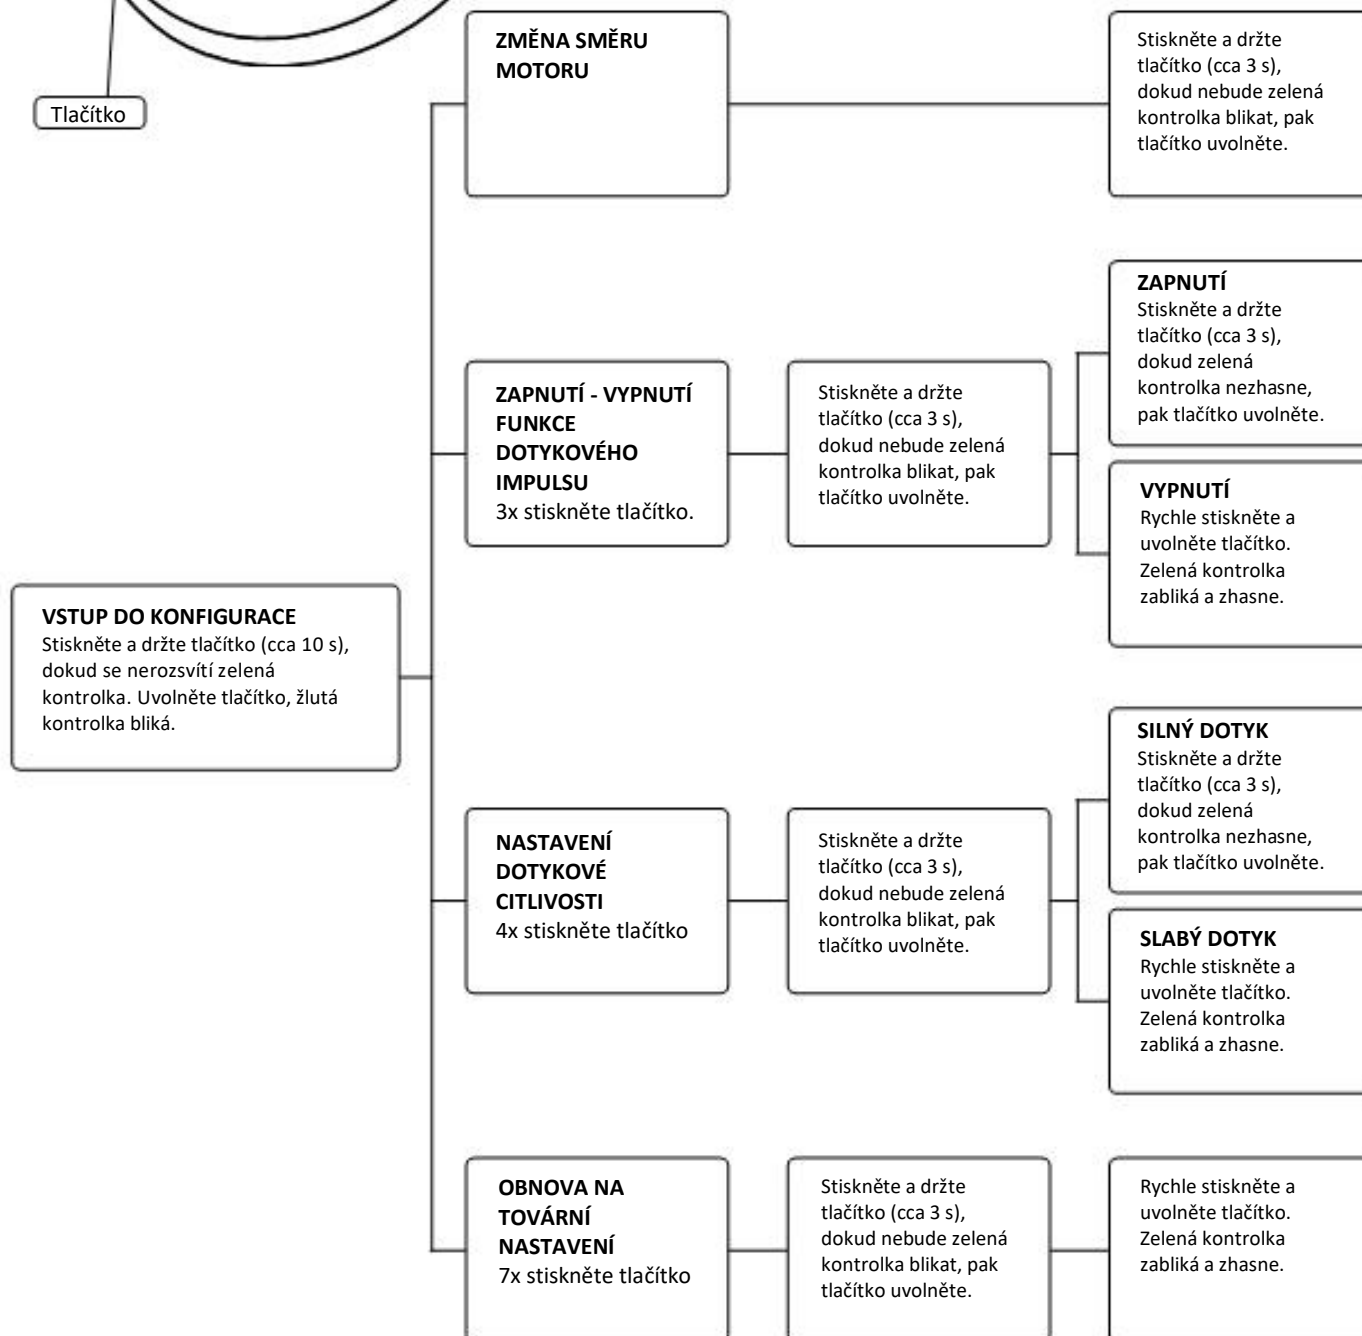 Tlačítko
ZMĚNA SMĚRU
MOTORU
Stiskněte a držte
tlačítko (cca 3 s),
dokud nebude zelená
kontrolka blikat, pak
tlačítko uvolněte.
ZAPNUTÍ - VYPNUTÍ
FUNKCE
DOTYKOVÉHO
IMPULSU
3x stiskněte tlačítko.
Stiskněte a držte
tlačítko (cca 3 s),
dokud nebude zelená
kontrolka blikat, pak
tlačítko uvolněte.
ZAPNUTÍ
Stiskněte a držte
tlačítko (cca 3 s),
dokud zelená
kontrolka nezhasne,
pak tlačítko uvolněte.
VYPNUTÍ
Rychle stiskněte a
uvolněte tlačítko.
Zelená kontrolka
zabliká a zhasne.
VSTUP DO KONFIGURACE
Stiskněte a držte tlačítko (cca 10 s),
dokud se nerozsvítí zelená
kontrolka. Uvolněte tlačítko, žlutá
kontrolka bliká.
NASTAVENÍ
DOTYKOVÉ
CITLIVOSTI
4x stiskněte tlačítko
Stiskněte a držte
tlačítko (cca 3 s),
dokud nebude zelená
kontrolka blikat, pak
tlačítko uvolněte.
SILNÝ DOTYK
Stiskněte a držte
tlačítko (cca 3 s),
dokud zelená
kontrolka nezhasne,
pak tlačítko uvolněte.
SLABÝ DOTYK
Rychle stiskněte a
uvolněte tlačítko.
Zelená kontrolka
zabliká a zhasne.
OBNOVA NA
TOVÁRNÍ
NASTAVENÍ
7x stiskněte tlačítko
Stiskněte a držte
tlačítko (cca 3 s),
dokud nebude zelená
kontrolka blikat, pak
tlačítko uvolněte.
Rychle stiskněte a
uvolněte tlačítko.
Zelená kontrolka
zabliká a zhasne.